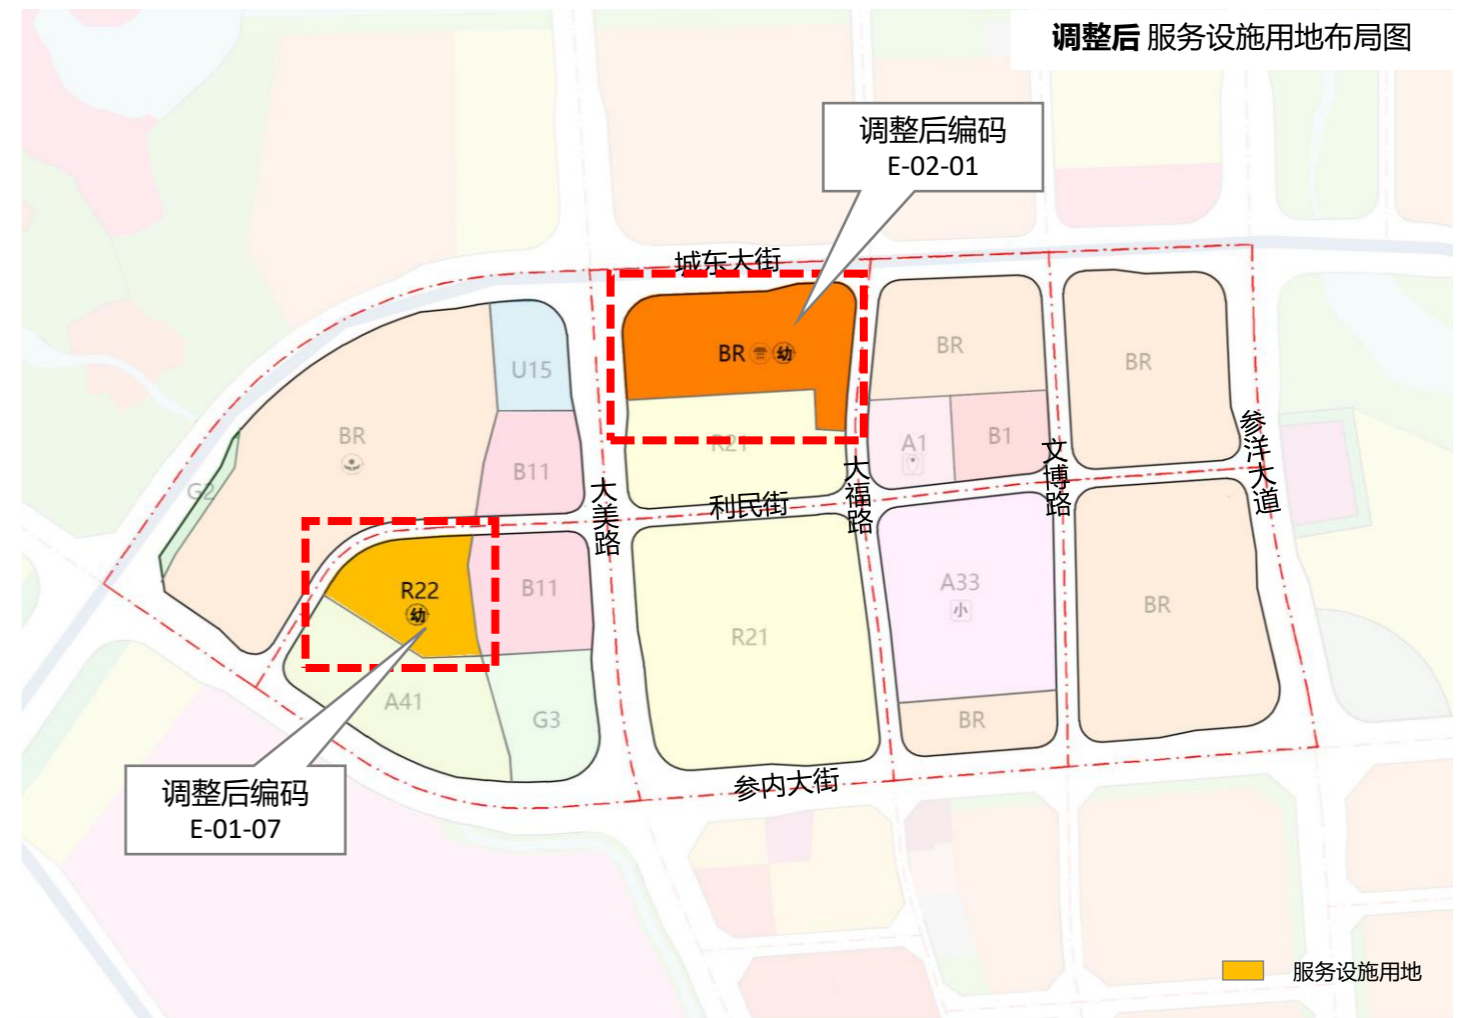 调整后 服务设施用地布局图
调整后编码
E-02-01
城东大街
BR 幼
BR
BR
U15
BR
R21
A1
B1
B11
G2
大美路
大福路
文博路
参洋大道
利民街
R22
幼
B11
R21
A33
小
BR
A41
G3
BR
参内大街
调整后编码
E-01-07
服务设施用地